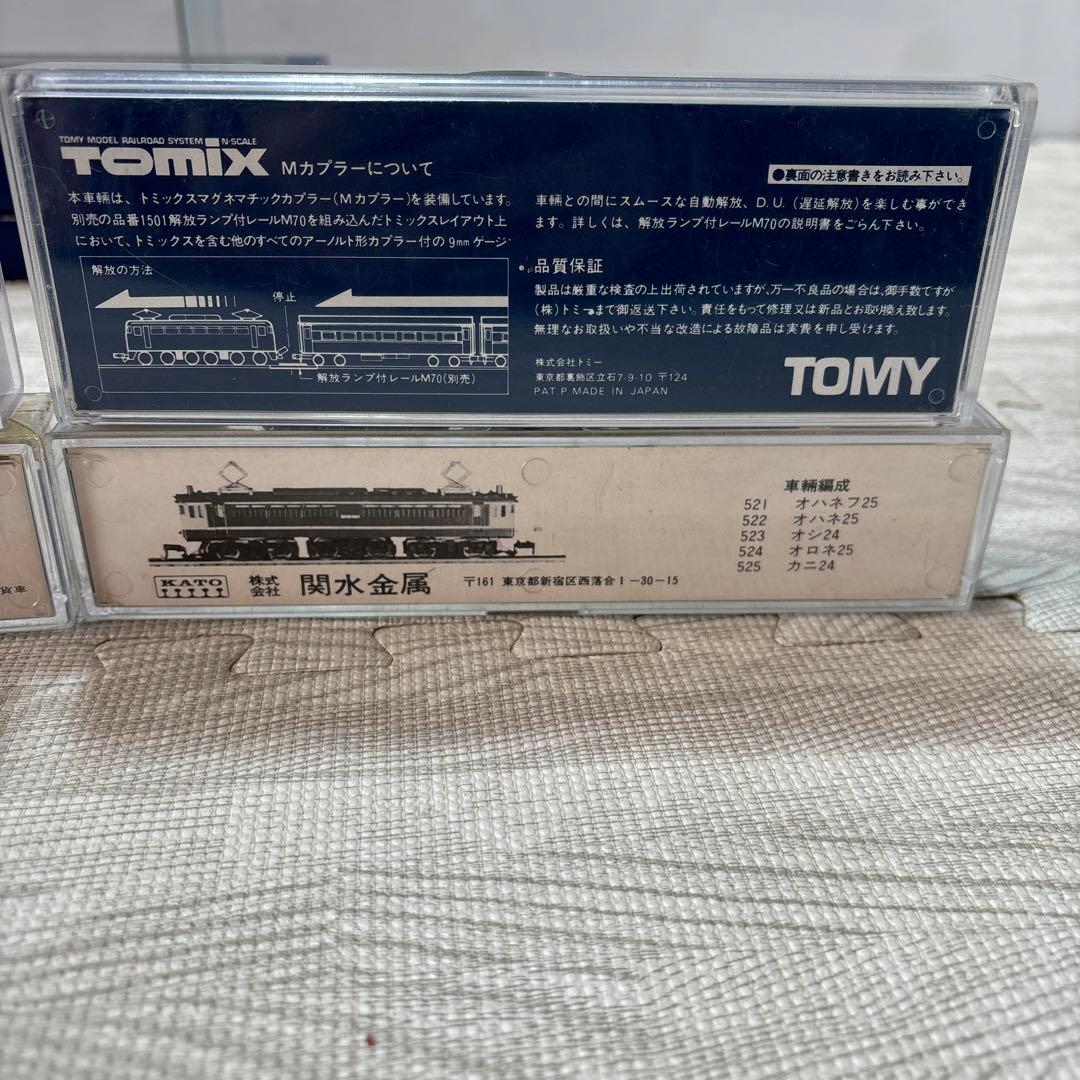 TOMY MODEL RAILROAD SYSTEM N-SCALE
TOMIX Mカプラーについて
●裏面の注意書きをお読み下さい。
本車輌は、トミックスマグネマチックカプラー(Mカプラー)を装備しています。
別売の品番1501解放ランプ付レールM70を組み込んだトミックスレイアウト上
において、トミックスを含む他のすべてのアーノルト形カプラー付の9mmゲージ
車輌との間にスムースな自動解放、D.U.(遅延解放)を楽しむ事ができ
ます。詳しくは、解放ランプ付レールM70の説明書をごらん下さい。
解放の方法
停止
解放ランプ付レールM70(別売)
品質保証
製品は厳重な検査の上出荷されていますが、万一不良品の場合は、御手数ですが
(株)トミーまで御返送下さい。責任をもって修理又は新品とお取り換え致します。
無理なお取扱いや不当な改造による故障品は実費を申し受けます。
株式会社トミー
東京都葛飾区立石7-9-10 〒124
PAT P MADE IN JAPAN
TOMY
車輌編成
521 オハネフ25
522 オハネ25
523 オシ24
524 オロネ25
525 カニ24
KATO 株式会社 関水金属 〒161 東京都新宿区西落合1-30-15
貨車